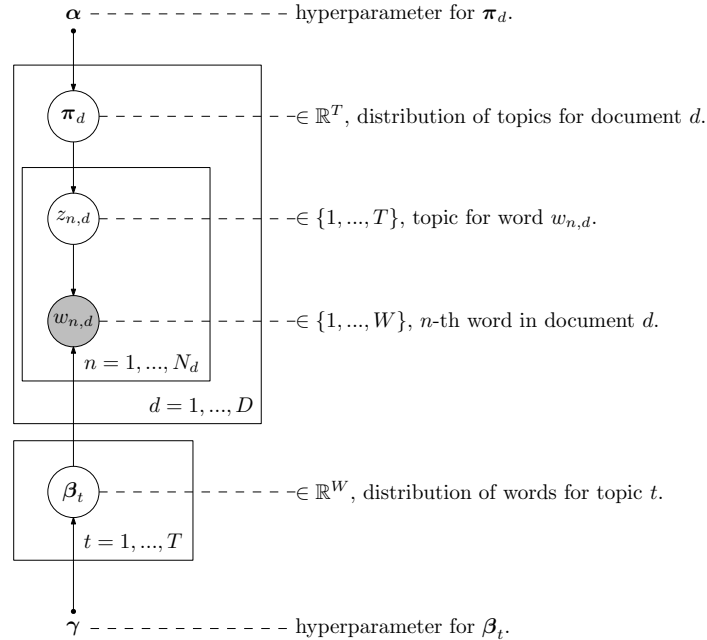 α hyperparameter for π_d.
π_d ∈ ℝ^T, distribution of topics for document d.
z_{n,d} ∈ {1, ..., T}, topic for word w_{n,d}.
w_{n,d} ∈ {1, ..., W}, n-th word in document d.
n = 1, ..., N_d
d = 1, ..., D
β_t ∈ ℝ^W, distribution of words for topic t.
t = 1, ..., T
γ hyperparameter for β_t.